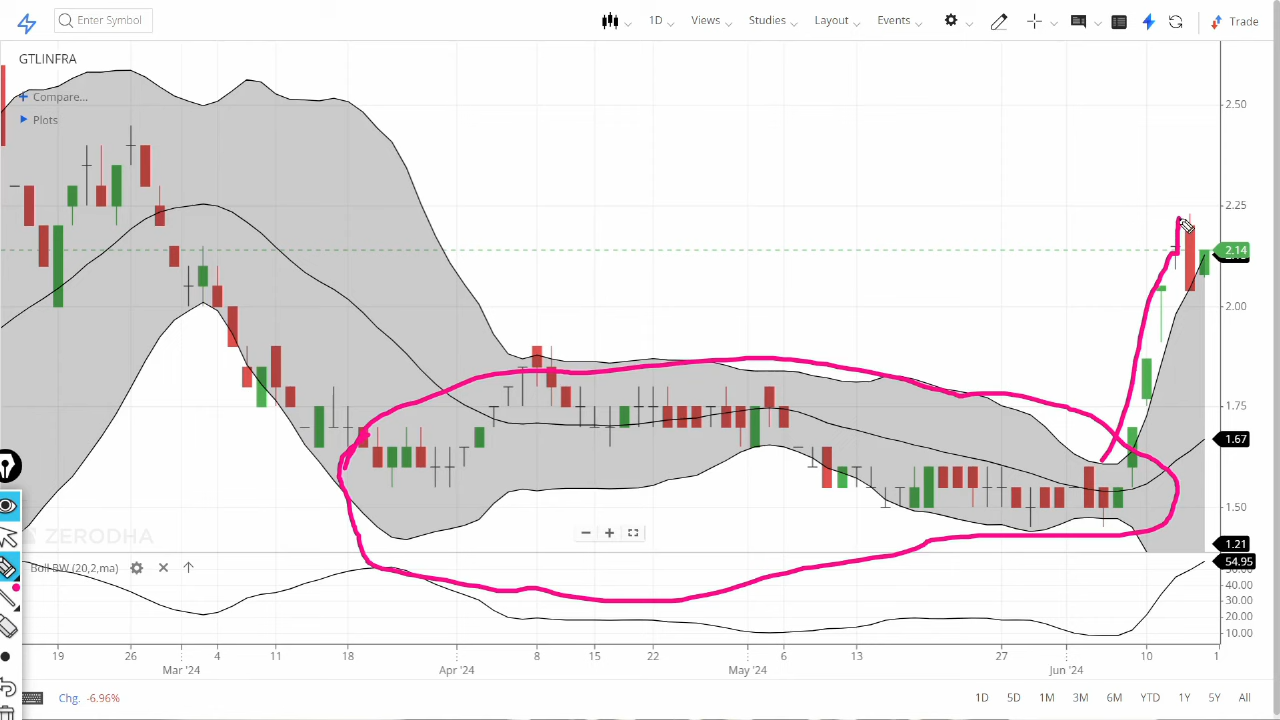 Enter Symbol 1D Views Studies Layout Events Trade
GTLINFRA
+ Compare...
Plots
2.50
2.25
2.14
2.00
1.75
1.67
1.50
ZERODHA
1.21
Boll BW (20,2,ma)
54.95
40.00
30.00
20.00
10.00
19 26 4 11 18 8 15 22 6 13 27 10 1
Mar '24 Apr '24 May '24 Jun '24
Chg. -6.96% 1D 5D 1M 3M 6M YTD 1Y 5Y All